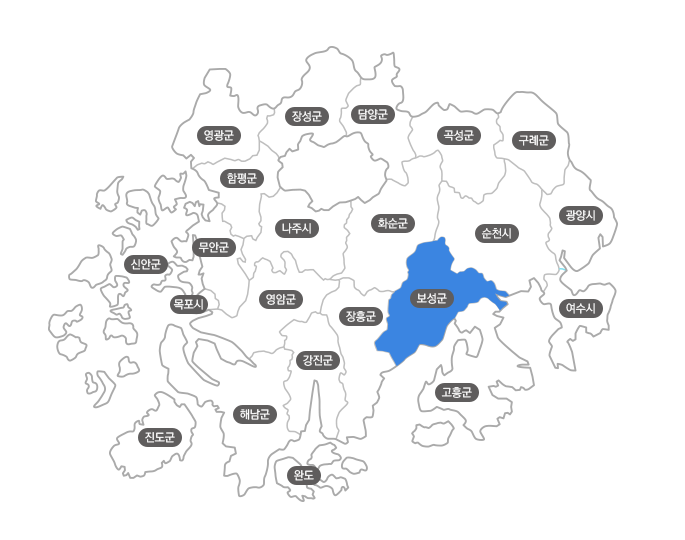 담양군
장성군
영광군
곡성군
구례군
함평군
광양시
화순군
나주시
순천시
무안군
신안군
보성군
영암군
목포시
여수시
장흥군
강진군
고흥군
해남군
진도군
완도